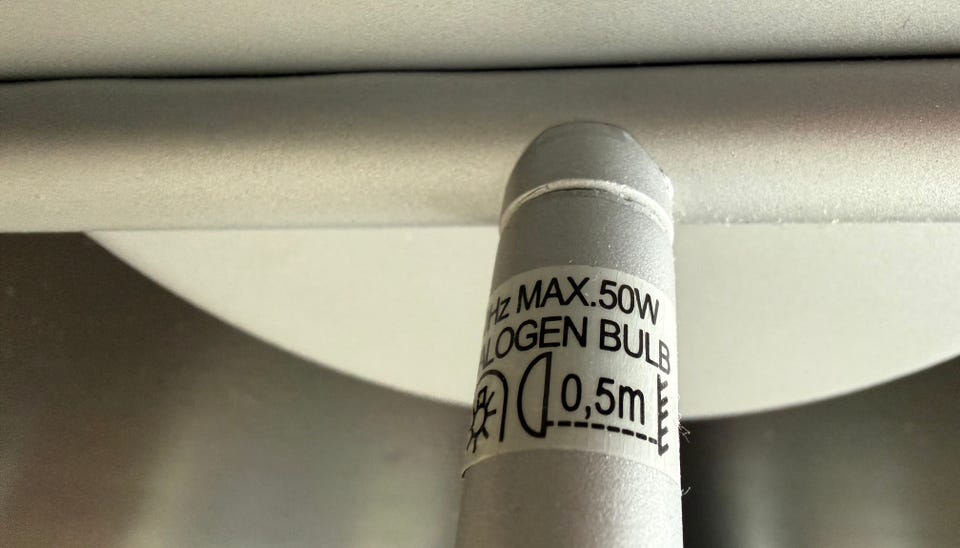 Hz MAX.50W
ALOGEN BULB
0,5m